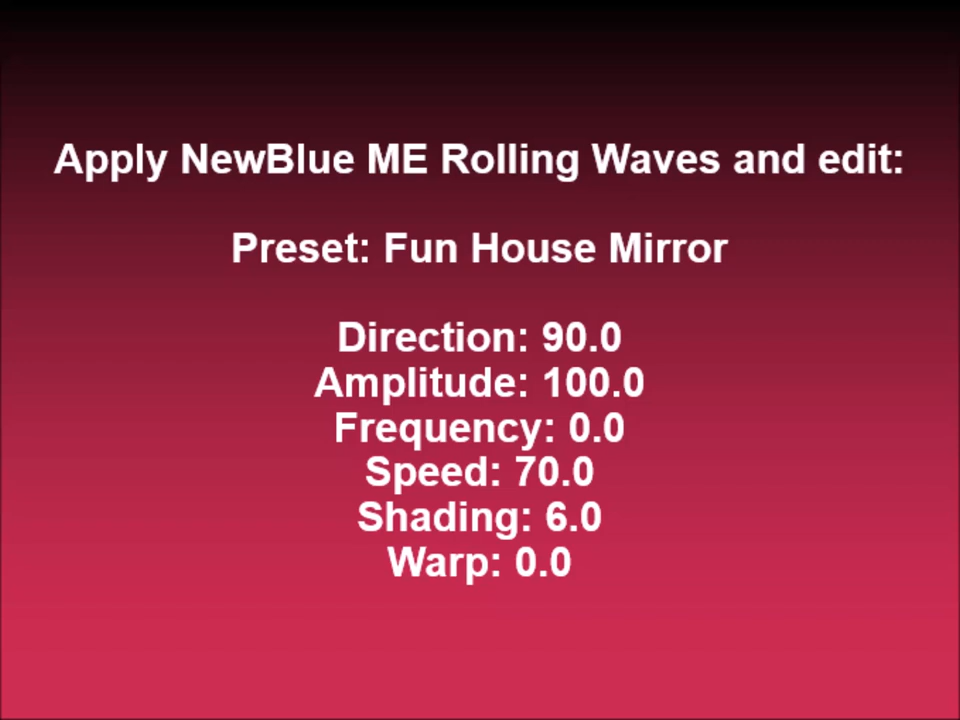 Apply NewBlue ME Rolling Waves and edit:
Preset: Fun House Mirror
Direction: 90.0
Amplitude: 100.0
Frequency: 0.0
Speed: 70.0
Shading: 6.0
Warp: 0.0